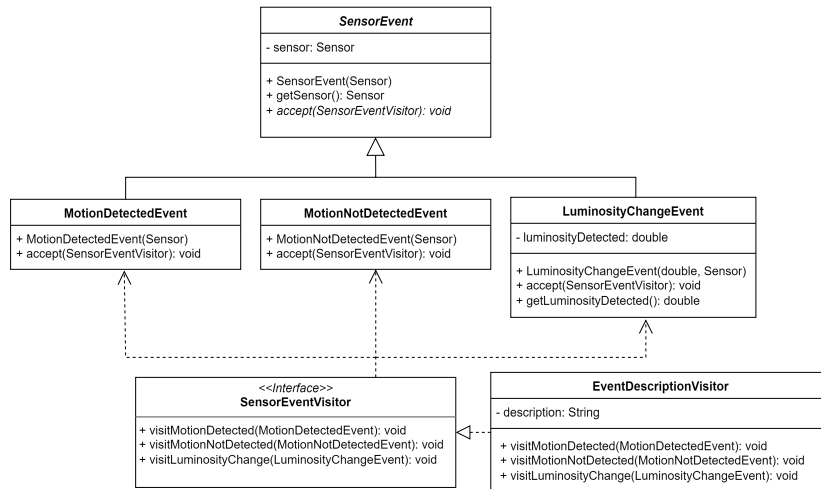 SensorEvent
- sensor: Sensor
+ SensorEvent(Sensor)
+ getSensor(): Sensor
+ accept(SensorEventVisitor): void
MotionDetectedEvent
+ MotionDetectedEvent(Sensor)
+ accept(SensorEventVisitor): void
MotionNotDetectedEvent
+ MotionNotDetectedEvent(Sensor)
+ accept(SensorEventVisitor): void
LuminosityChangeEvent
- luminosityDetected: double
+ LuminosityChangeEvent(double, Sensor)
+ accept(SensorEventVisitor): void
+ getLuminosityDetected(): double
<<Interface>>
SensorEventVisitor
+ visitMotionDetected(MotionDetectedEvent): void
+ visitMotionNotDetected(MotionNotDetectedEvent): void
+ visitLuminosityChange(LuminosityChangeEvent): void
EventDescriptionVisitor
- description: String
+ visitMotionDetected(MotionDetectedEvent): void
+ visitMotionNotDetected(MotionNotDetectedEvent): void
+ visitLuminosityChange(LuminosityChangeEvent): void